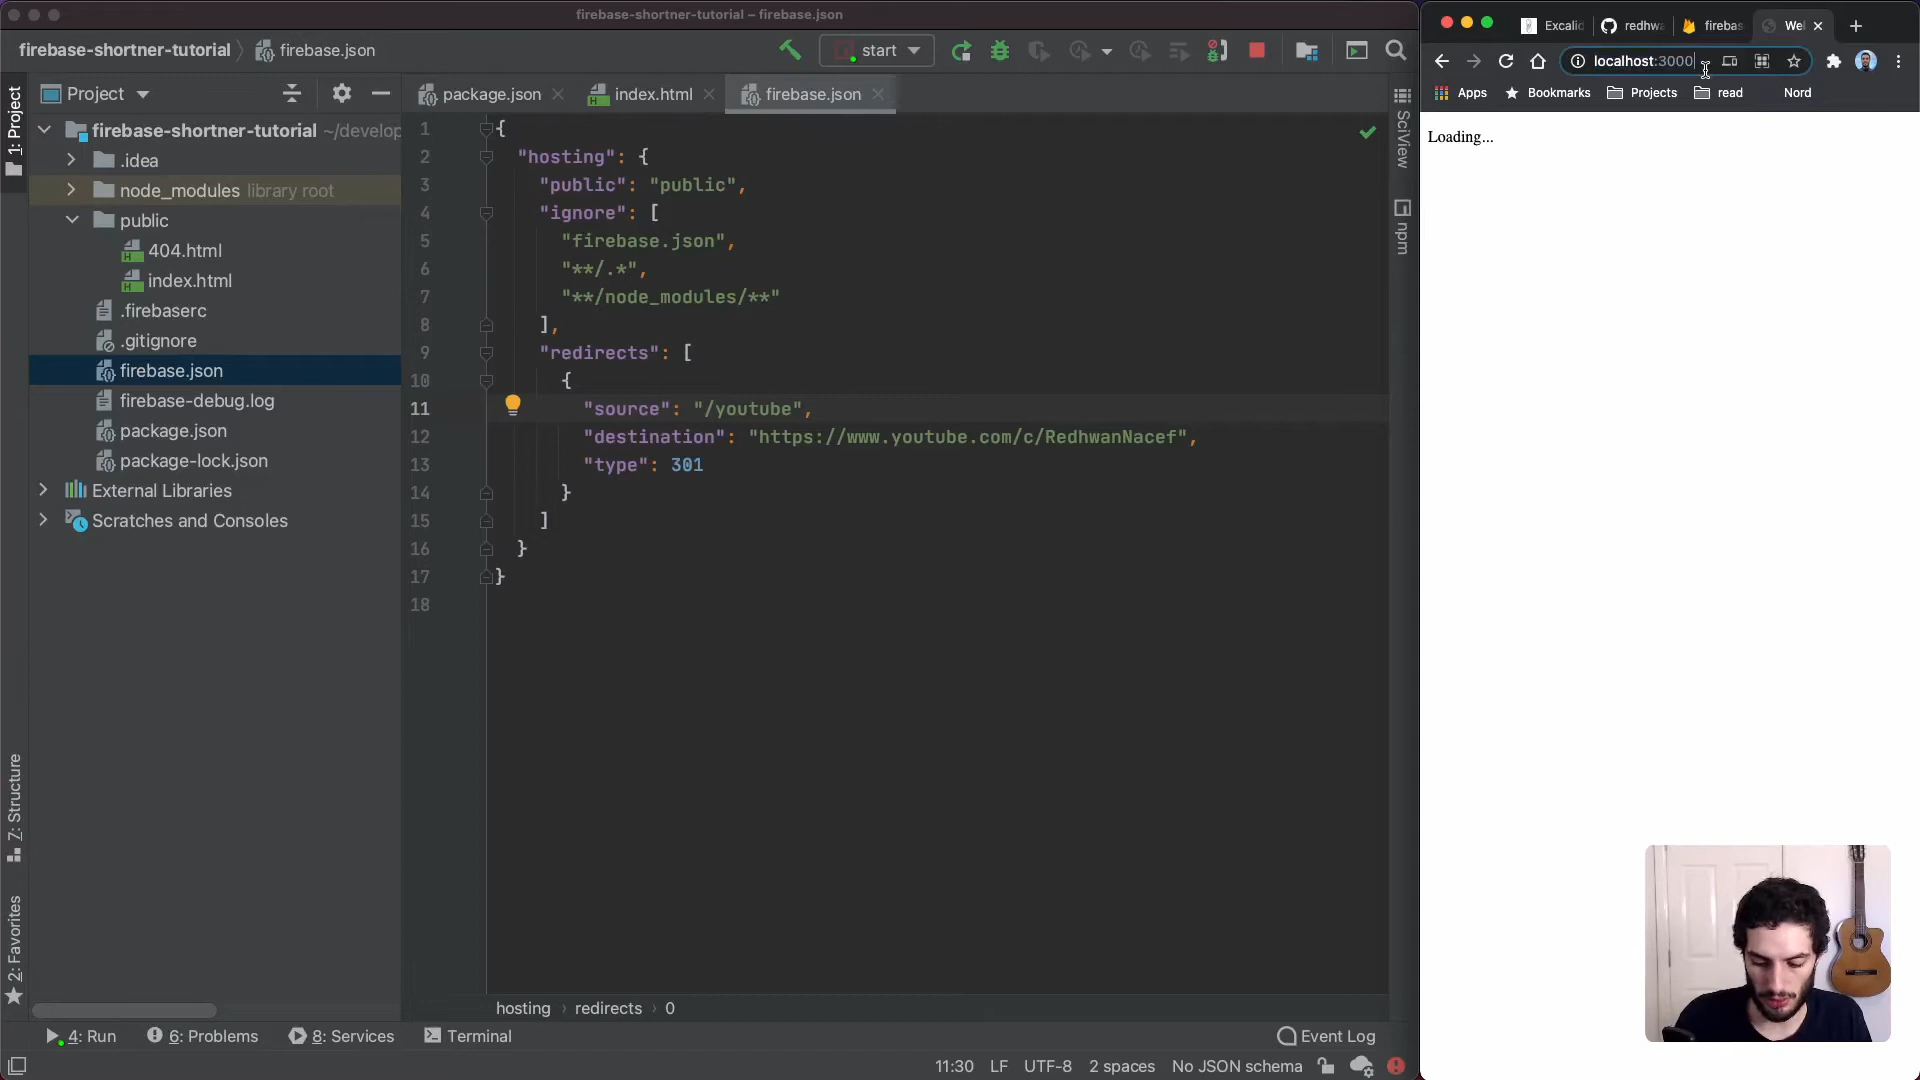 firebase-shortner-tutorial – firebase.json
firebase-shortner-tutorial
firebase.json
start
Project
package.json
index.html
firebase.json
1: Project
firebase-shortner-tutorial ~/develop
.idea
node_modules library root
public
404.html
index.html
.firebaserc
.gitignore
firebase.json
firebase-debug.log
package.json
package-lock.json
External Libraries
Scratches and Consoles
7: Structure
2: Favorites
1 {
2 "hosting": {
3 "public": "public",
4 "ignore": [
5 "firebase.json",
6 "**/.*",
7 "**/node_modules/**"
8 ],
9 "redirects": [
10 {
11 "source": "/youtube",
12 "destination": "https://www.youtube.com/c/RedhwanNacef",
13 "type": 301
14 }
15 ]
16 }
17 }
18
SciView
npm
hosting › redirects › 0
4: Run
6: Problems
8: Services
Terminal
Event Log
11:30 LF UTF-8 2 spaces No JSON schema
Excalid
redhwa
firebas
We
localhost:3000
Apps
Bookmarks
Projects
read
Nord
Loading...